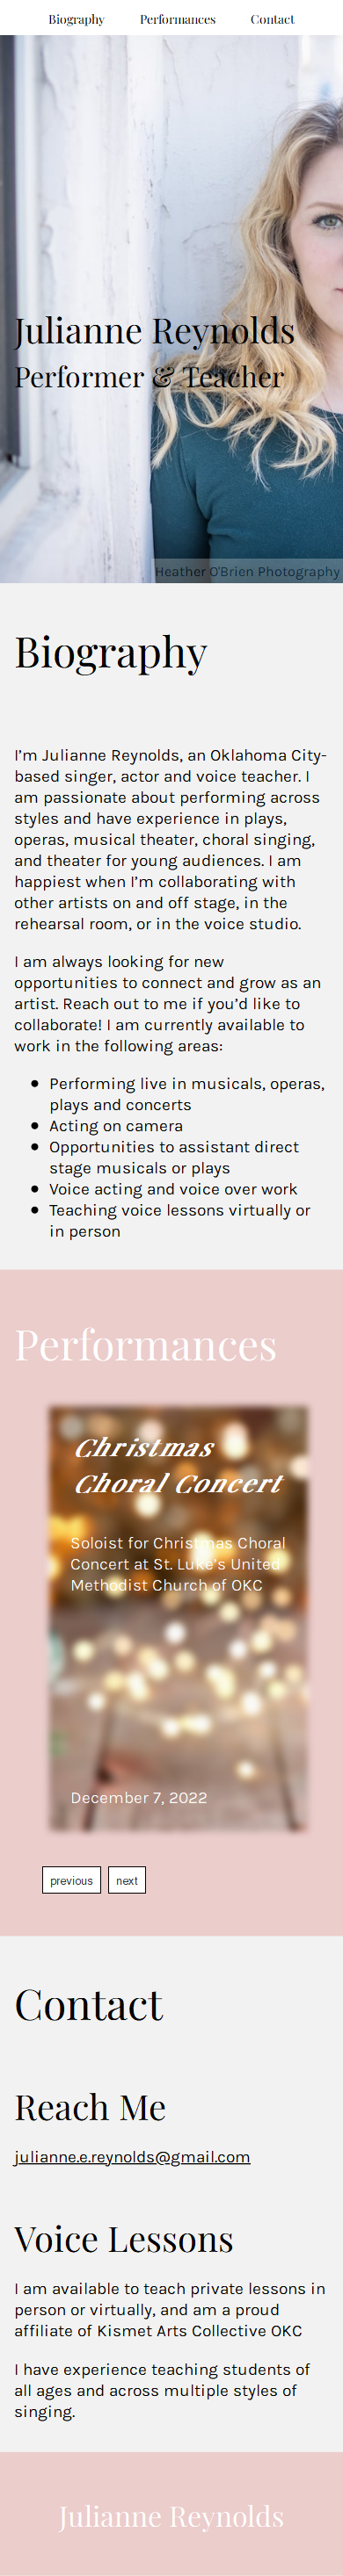 Biography Performances Contact
Julianne Reynolds
Performer & Teacher
Heather O'Brien Photography
Biography
I’m Julianne Reynolds, an Oklahoma City-
based singer, actor and voice teacher. I
am passionate about performing across
styles and have experience in plays,
operas, musical theater, choral singing,
and theater for young audiences. I am
happiest when I’m collaborating with
other artists on and off stage, in the
rehearsal room, or in the voice studio.
I am always looking for new
opportunities to connect and grow as an
artist. Reach out to me if you’d like to
collaborate! I am currently available to
work in the following areas:
Performing live in musicals, operas,
plays and concerts
Acting on camera
Opportunities to assistant direct
stage musicals or plays
Voice acting and voice over work
Teaching voice lessons virtually or
in person
Performances
Christmas
Choral Concert
Soloist for Christmas Choral
Concert at St. Luke's United
Methodist Church of OKC
December 7, 2022
previous next
Contact
Reach Me
julianne.e.reynolds@gmail.com
Voice Lessons
I am available to teach private lessons in
person or virtually, and am a proud
affiliate of Kismet Arts Collective OKC
I have experience teaching students of
all ages and across multiple styles of
singing.
Julianne Reynolds